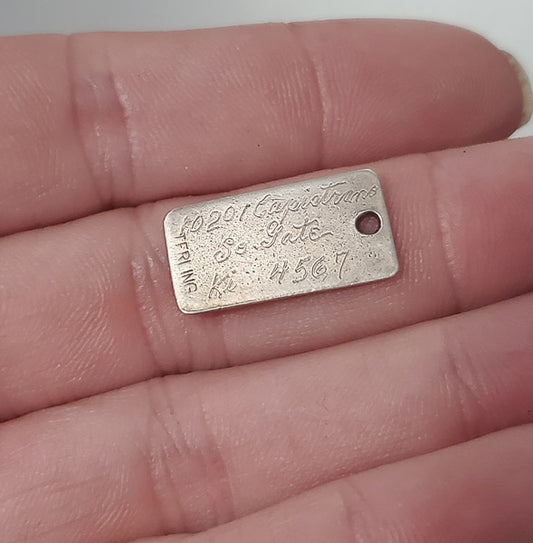 10201 Capistrano
So. Gate
Ki 4567
STERLING